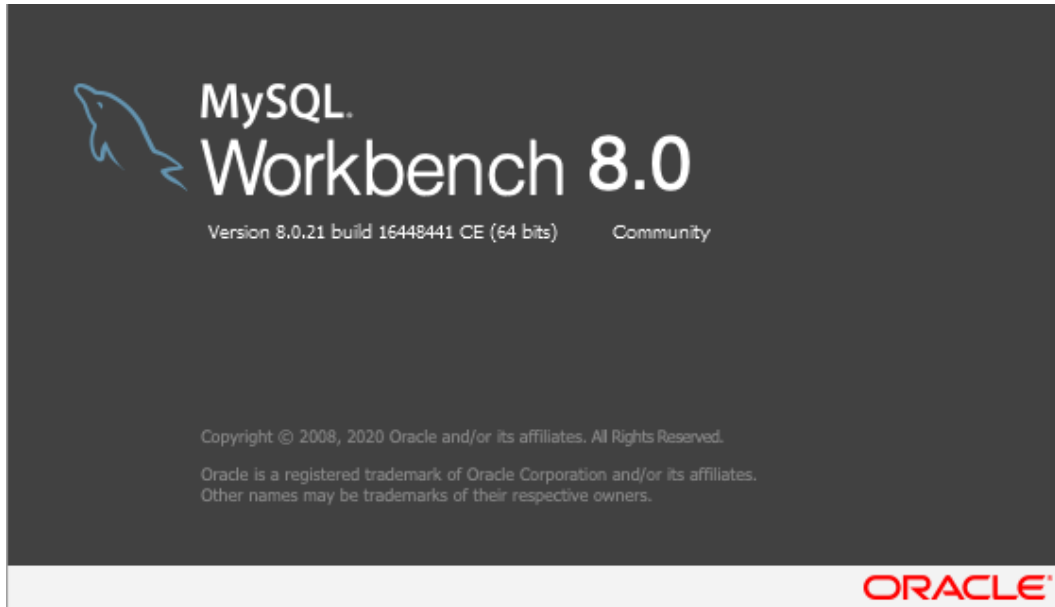 MySQL.
Workbench 8.0
Version 8.0.21 build 16448441 CE (64 bits) Community
Copyright © 2008, 2020 Oracle and/or its affiliates. All Rights Reserved.
Oracle is a registered trademark of Oracle Corporation and/or its affiliates.
Other names may be trademarks of their respective owners.
ORACLE